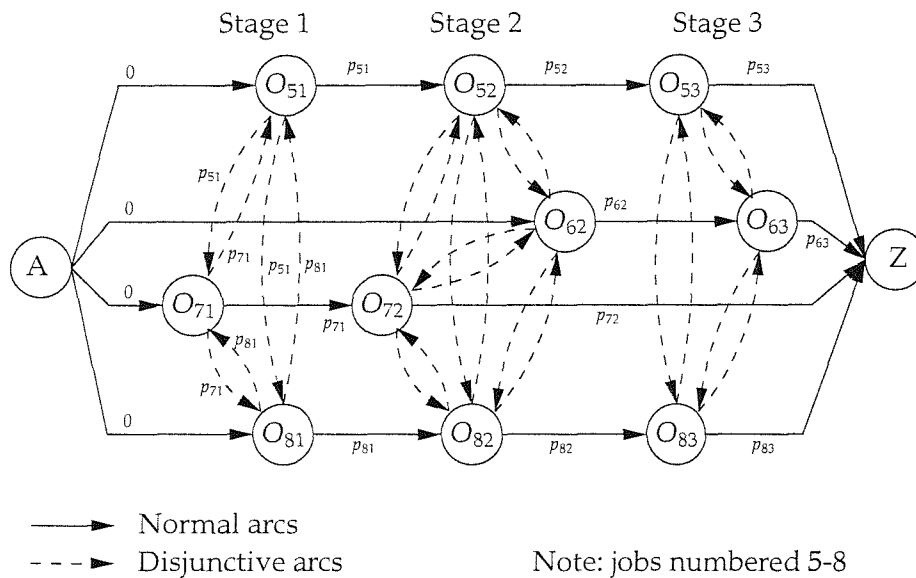 Stage 1 Stage 2 Stage 3
0 p51 p52 p53
O51 O52 O53
p51
0 p62
O62 O63
p71 p51 p81 p63
A Z
0
O71 p71 O72 p72
p81
p71
0
O81 O82 O83
p81 p82 p83
Normal arcs
Disjunctive arcs Note: jobs numbered 5-8